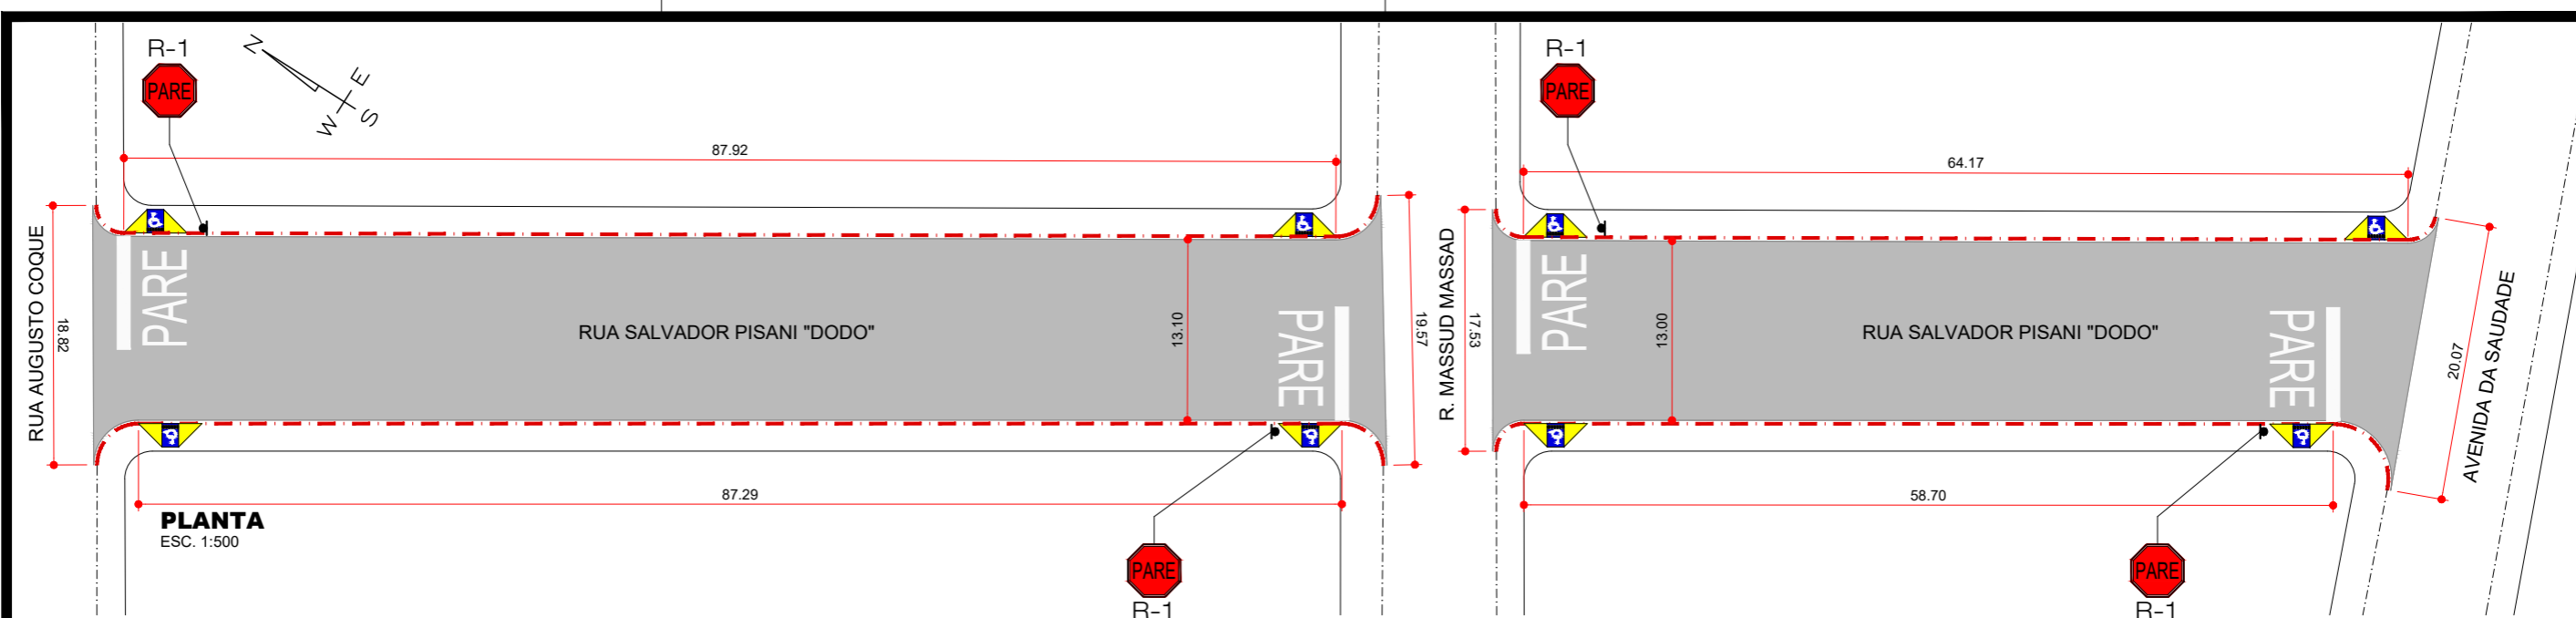 R-1
PARE
N
E
W
S
R-1
PARE
87.92
64.17
RUA AUGUSTO COQUE
18.82
PARE
RUA SALVADOR PISANI "DODO"
13.10
PARE
19.57
R. MASSUD MASSAD
17.53
PARE
13.00
RUA SALVADOR PISANI "DODO"
PARE
20.07
AVENIDA DA SAUDADE
87.29
58.70
PLANTA
ESC. 1:500
PARE
R-1
PARE
R-1